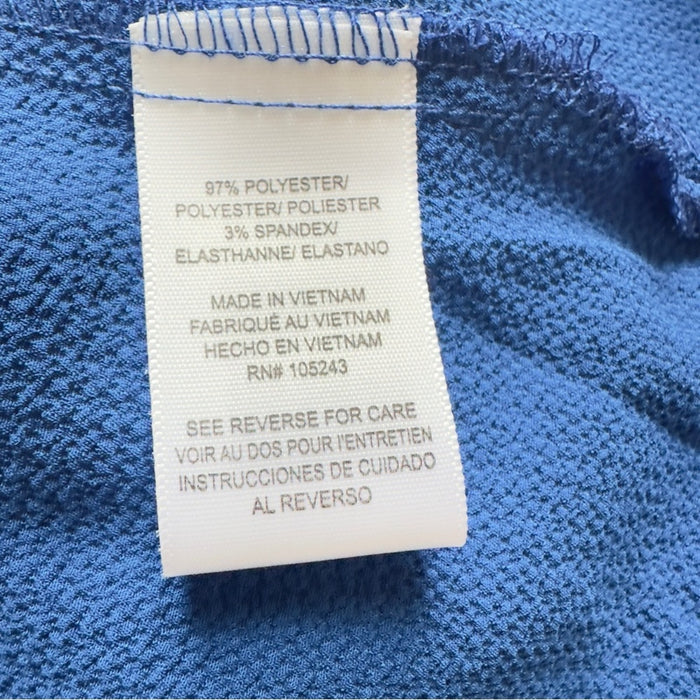 97% POLYESTER/
POLYESTER/ POLIESTER
3% SPANDEX/
ELASTHANNE/ ELASTANO
MADE IN VIETNAM
FABRIQUÉ AU VIETNAM
HECHO EN VIETNAM
RN# 105243
SEE REVERSE FOR CARE
VOIR AU DOS POUR l'ENTRETIEN
INSTRUCCIONES DE CUIDADO
AL REVERSO